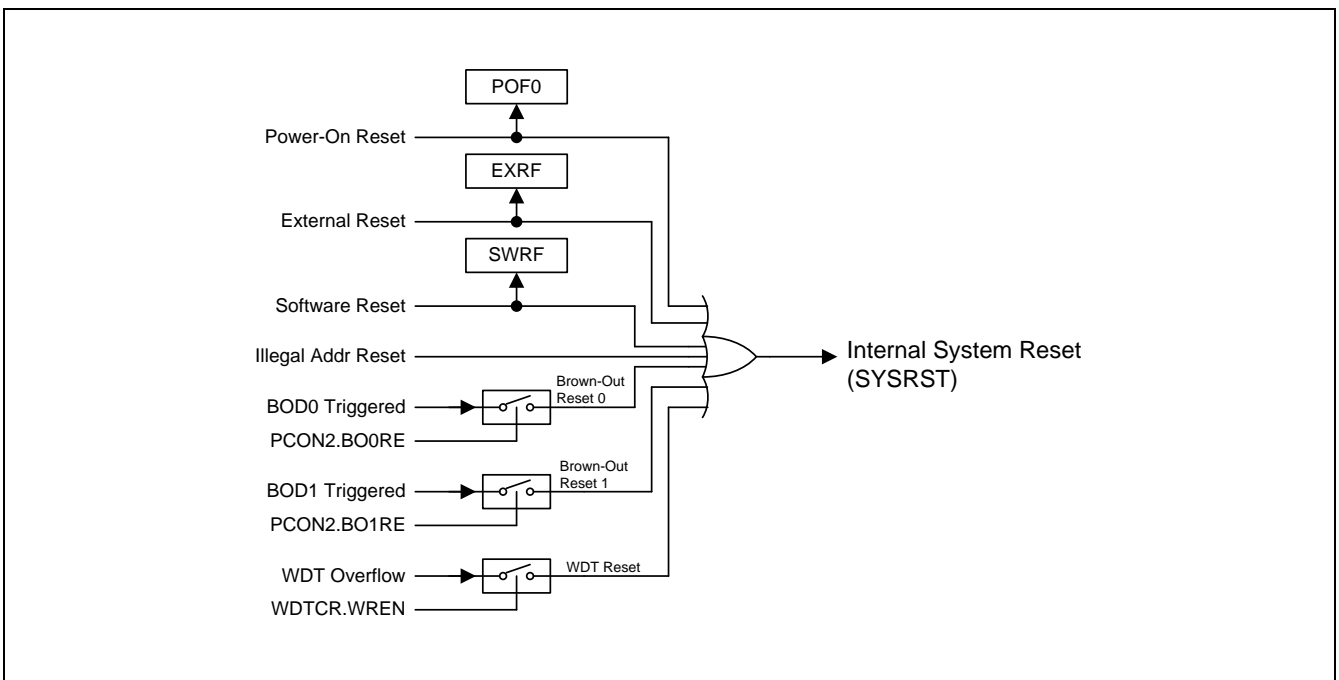 POF0
Power-On Reset
EXRF
External Reset
SWRF
Software Reset
Illegal Addr Reset
Internal System Reset
(SYSRST)
Brown-Out
Reset 0
BOD0 Triggered
PCON2.BO0RE
Brown-Out
Reset 1
BOD1 Triggered
PCON2.BO1RE
WDT Overflow
WDT Reset
WDTCR.WREN